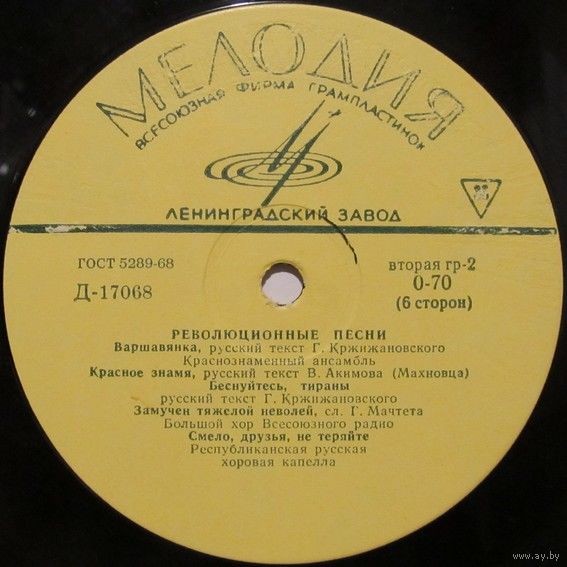 МЕЛОДИЯ
ВСЕСОЮЗНАЯ ФИРМА ГРАМПЛАСТИНОК
ЛЕНИНГРАДСКИЙ ЗАВОД
ГОСТ 5289-68
Д-17068
вторая гр-2
0-70
(6 сторон)
РЕВОЛЮЦИОННЫЕ ПЕСНИ
Варшавянка, русский текст Г. Кржижановского
Краснознаменный ансамбль
Красное знамя, русский текст В. Акимова (Махновца)
Беснуйтесь, тираны
русский текст Г. Кржижановского
Замучен тяжелой неволей, сл. Г. Мачтета
Большой хор Всесоюзного радио
Смело, друзья, не теряйте
Республиканская русская
хоровая капелла
www.ay.by